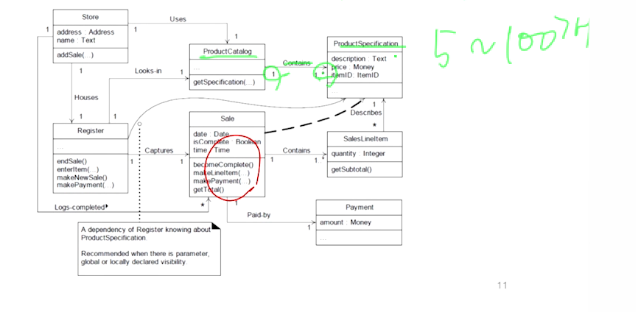 Store
address : Address
name : Text
addSale(...)
Uses
1
1
1
ProductCatalog
...
getSpecification(...)
Contains
1
1..*
ProductSpecification
description : Text
price : Money
itemID : ItemID
5 ~ 100
1
Looks-in
1
Houses
1
1
Register
...
endSale()
enterItem(...)
makeNewSale()
makePayment(...)
1
Captures
1
Sale
date : Date
isComplete : Boolean
time : Time
becomeComplete()
makeLineItem(...)
makePayment(...)
getTotal()
1
Contains
1..*
1
Describes
*
SalesLineItem
quantity : Integer
getSubtotal()
1
Logs-completed
*
1
Paid-by
1
Payment
amount : Money
...
A dependency of Register knowing about
ProductSpecification.
Recommended when there is parameter,
global or locally declared visibility.
11